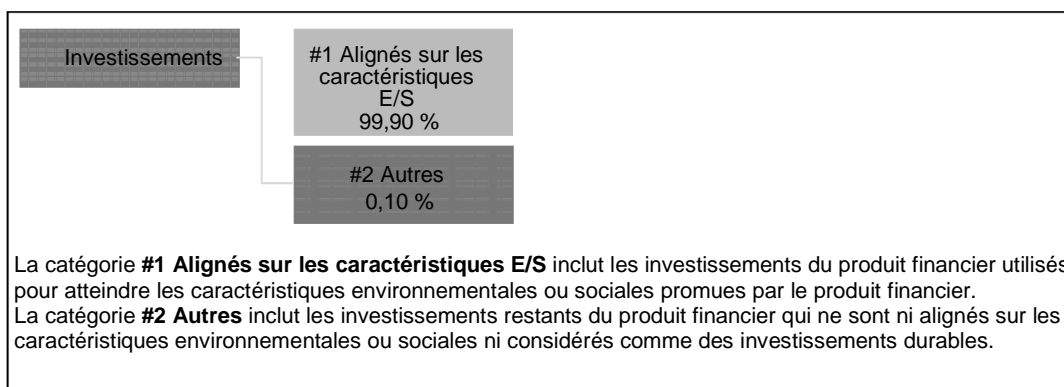 Investissements
#1 Alignés sur les
caractéristiques
E/S
99,90 %
#2 Autres
0,10 %
La catégorie #1 Alignés sur les caractéristiques E/S inclut les investissements du produit financier utilisés
pour atteindre les caractéristiques environnementales ou sociales promues par le produit financier.
La catégorie #2 Autres inclut les investissements restants du produit financier qui ne sont ni alignés sur les
caractéristiques environnementales ou sociales ni considérés comme des investissements durables.